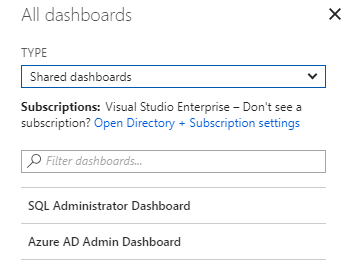 All dashboards
TYPE
Shared dashboards
Subscriptions: Visual Studio Enterprise – Don't see a
subscription? Open Directory + Subscription settings
Filter dashboards...
SQL Administrator Dashboard
Azure AD Admin Dashboard